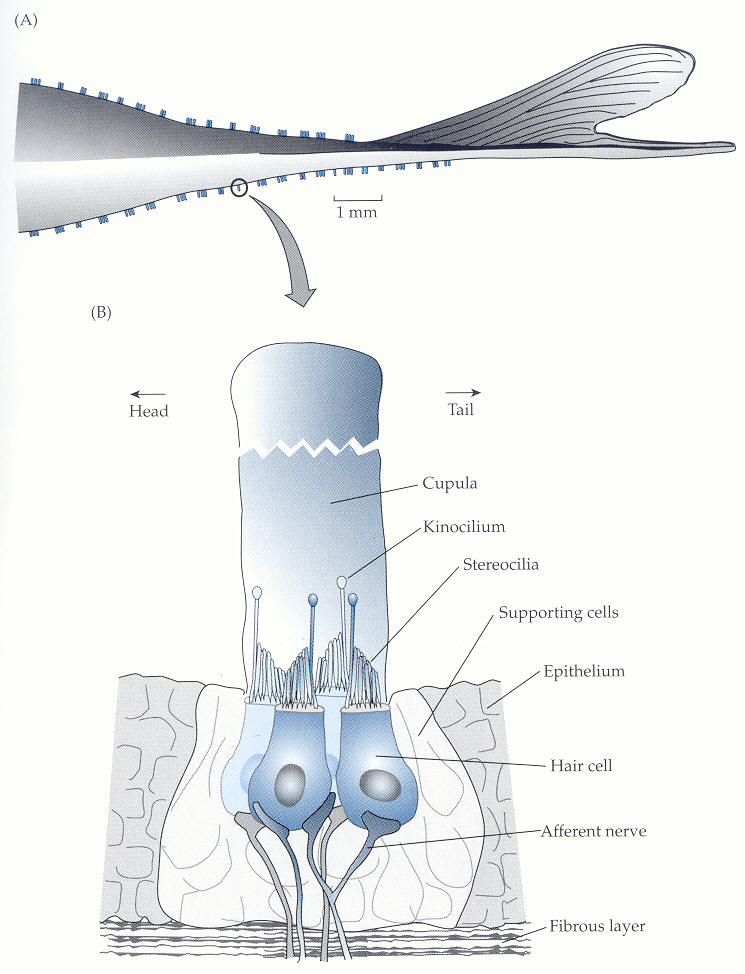 (A)
1 mm
(B)
Head
Tail
Cupula
Kinocilium
Stereocilia
Supporting cells
Epithelium
Hair cell
Afferent nerve
Fibrous layer